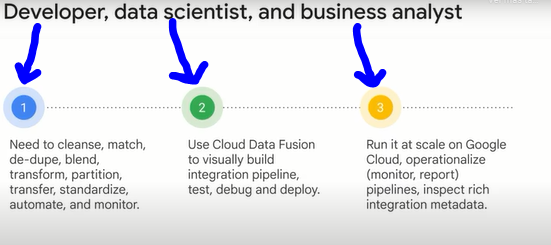 Developer, data scientist, and business analyst
1
2
3
Need to cleanse, match,
de-dupe, blend,
transform, partition,
transfer, standardize,
automate, and monitor.
Use Cloud Data Fusion
to visually build
integration pipeline,
test, debug and deploy.
Run it at scale on Google
Cloud, operationalize
(monitor, report)
pipelines, inspect rich
integration metadata.